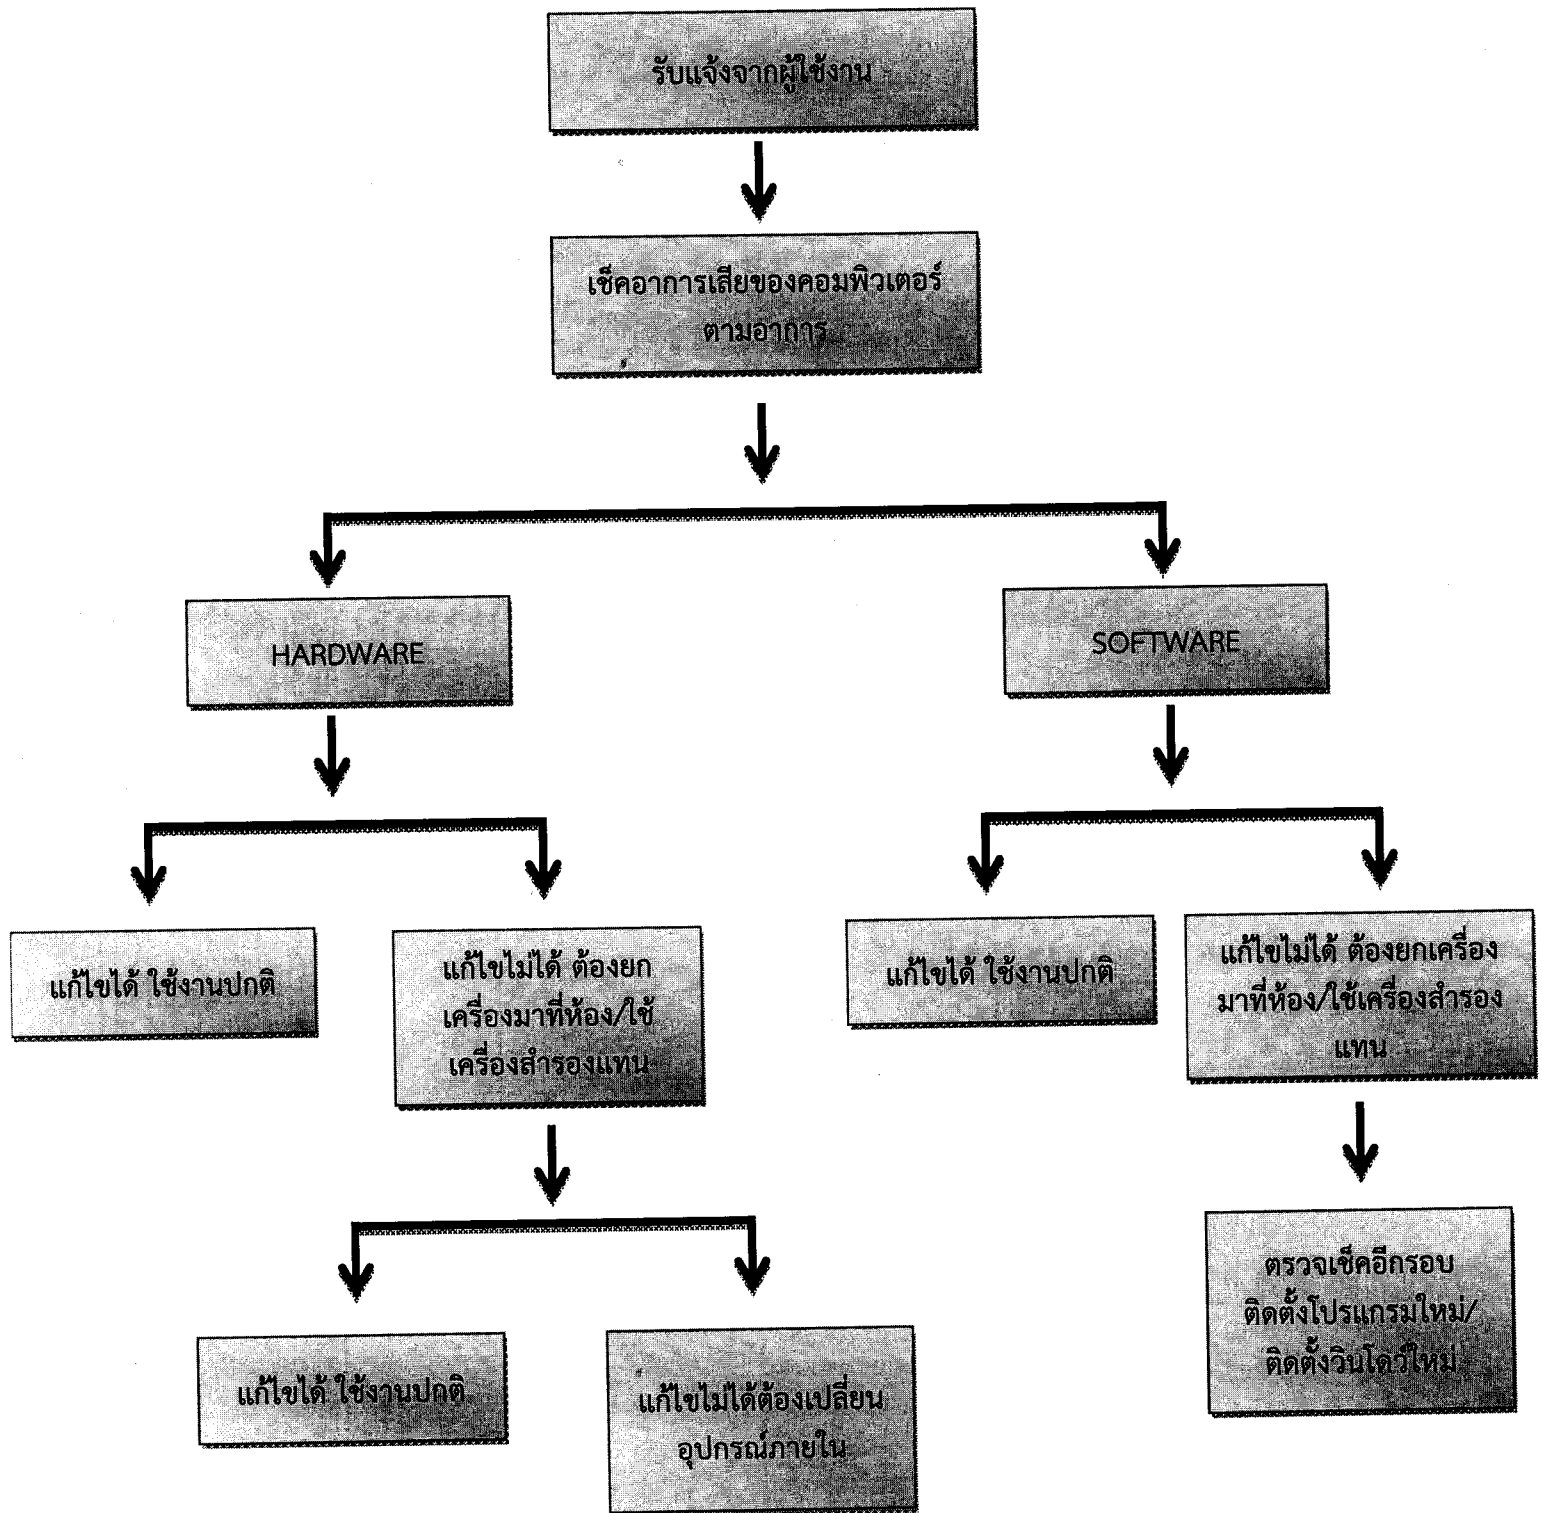 รับแจ้งจากผู้ใช้งาน
เช็คอาการเสียของคอมพิวเตอร์
ตามอาการ
HARDWARE
SOFTWARE
แก้ไขได้ ใช้งานปกติ
แก้ไขไม่ได้ ต้องยก
เครื่องมาที่ห้อง/ใช้
เครื่องสำรองแทน
แก้ไขได้ ใช้งานปกติ
แก้ไขไม่ได้ ต้องยกเครื่อง
มาที่ห้อง/ใช้เครื่องสำรอง
แทน
แก้ไขได้ ใช้งานปกติ
แก้ไขไม่ได้ต้องเปลี่ยน
อุปกรณ์ภายใน
ตรวจเช็คอีกรอบ
ติดตั้งโปรแกรมใหม่/
ติดตั้งวินโดว์ใหม่